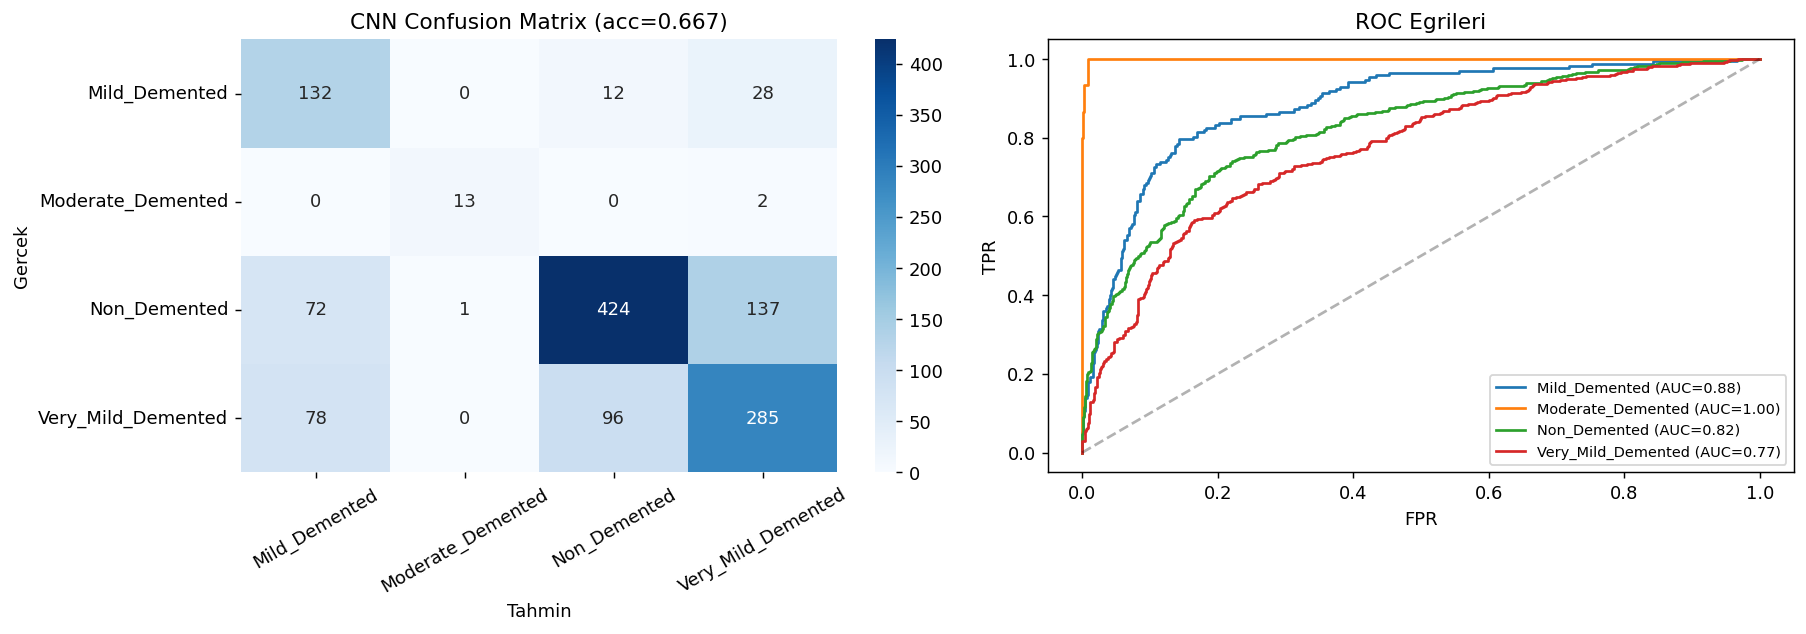 CNN Confusion Matrix (acc=0.667)
Gercek
Mild_Demented 132 0 12 28
Moderate_Demented 0 13 0 2
Non_Demented 72 1 424 137
Very_Mild_Demented 78 0 96 285
Mild_Demented Moderate_Demented Non_Demented Very_Mild_Demented
Tahmin
400
350
300
250
200
150
100
50
0
ROC Egrileri
TPR
1.0
0.8
0.6
0.4
0.2
0.0
Mild_Demented (AUC=0.88)
Moderate_Demented (AUC=1.00)
Non_Demented (AUC=0.82)
Very_Mild_Demented (AUC=0.77)
0.0 0.2 0.4 0.6 0.8 1.0
FPR